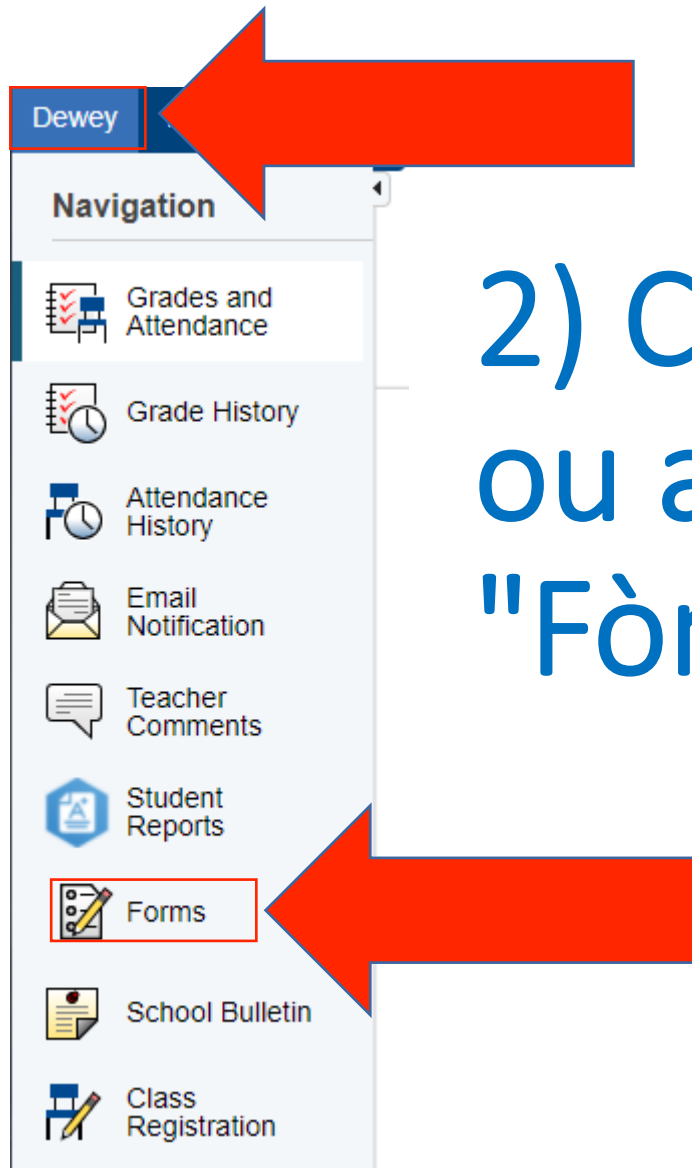 Dewey
Navigation
Grades and
Attendance
Grade History
Attendance
History
Email
Notification
Teacher
Comments
Student
Reports
Forms
School Bulletin
Class
Registration
2)
ou